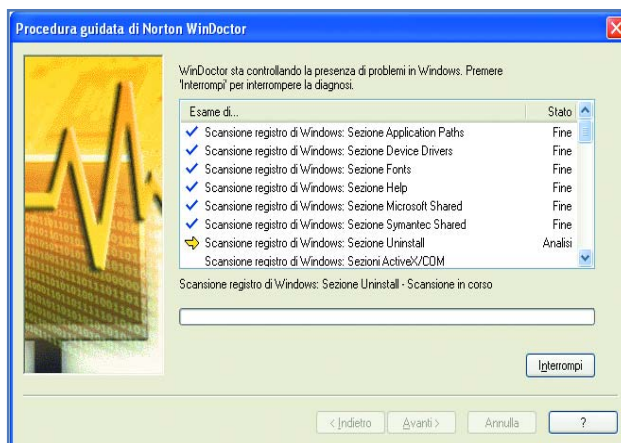 Procedura guidata di Norton WinDoctor
WinDoctor sta controllando la presenza di problemi in Windows. Premere
'Interrompi' per interrompere la diagnosi.
Esame di... Stato
Scansione registro di Windows: Sezione Application Paths Fine
Scansione registro di Windows: Sezione Device Drivers Fine
Scansione registro di Windows: Sezione Fonts Fine
Scansione registro di Windows: Sezione Help Fine
Scansione registro di Windows: Sezione Microsoft Shared Fine
Scansione registro di Windows: Sezione Symantec Shared Fine
Scansione registro di Windows: Sezione Uninstall Analisi
Scansione registro di Windows: Sezioni ActiveX/COM
Scansione registro di Windows: Sezione Uninstall - Scansione in corso
Interrompi
< Indietro Avanti > Annulla ?